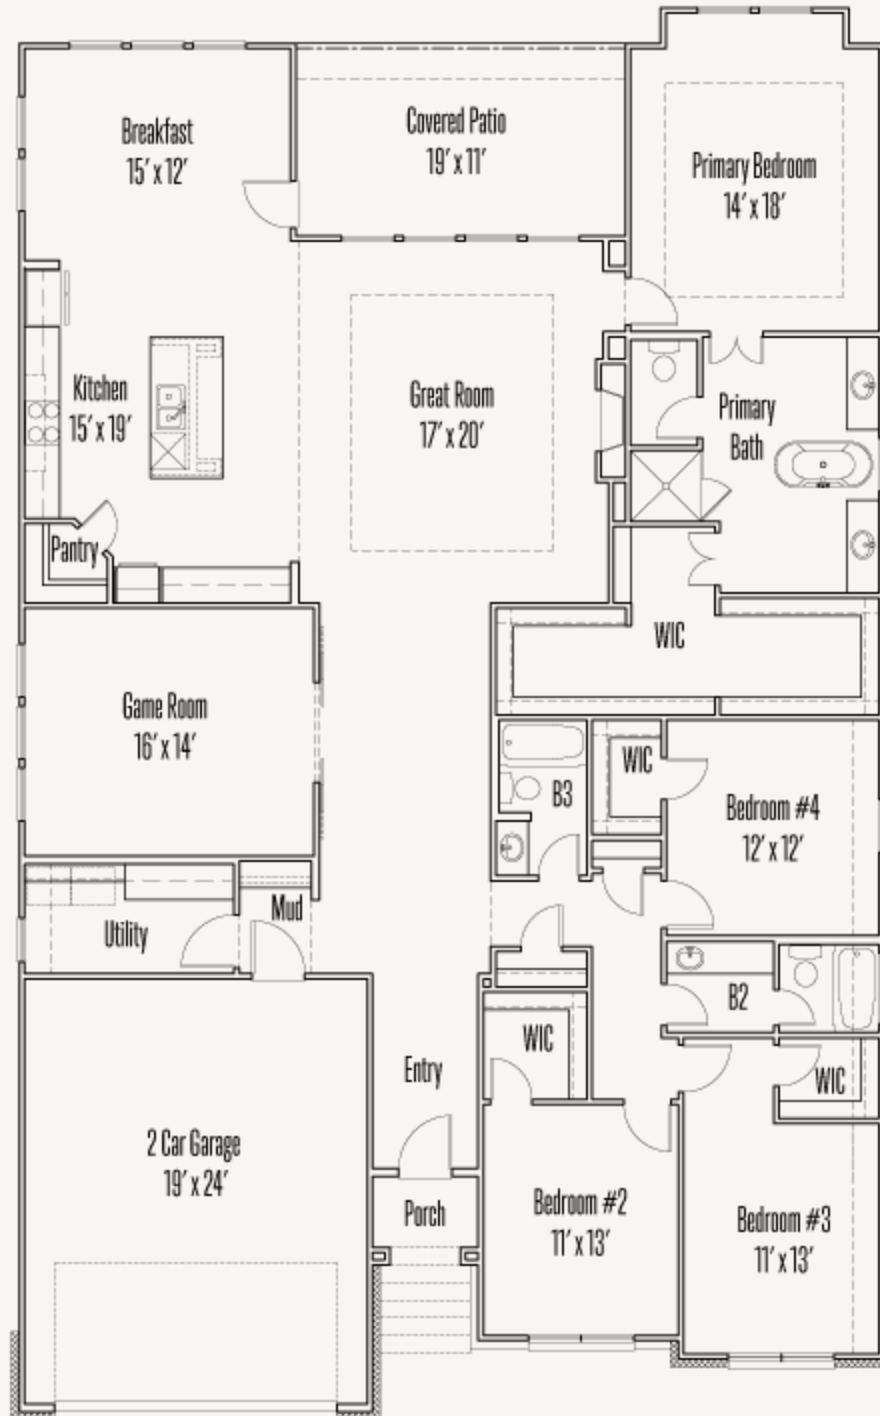 Breakfast
15' x 12'
Covered Patio
19' x 11'
Primary Bedroom
14' x 18'
Kitchen
15' x 19'
Great Room
17' x 20'
Primary
Bath
Pantry
WIC
Game Room
16' x 14'
B3
WIC
Bedroom #4
12' x 12'
Utility
Mud
B2
WIC
Entry
WIC
2 Car Garage
19' x 24'
Porch
Bedroom #2
11' x 13'
Bedroom #3
11' x 13'